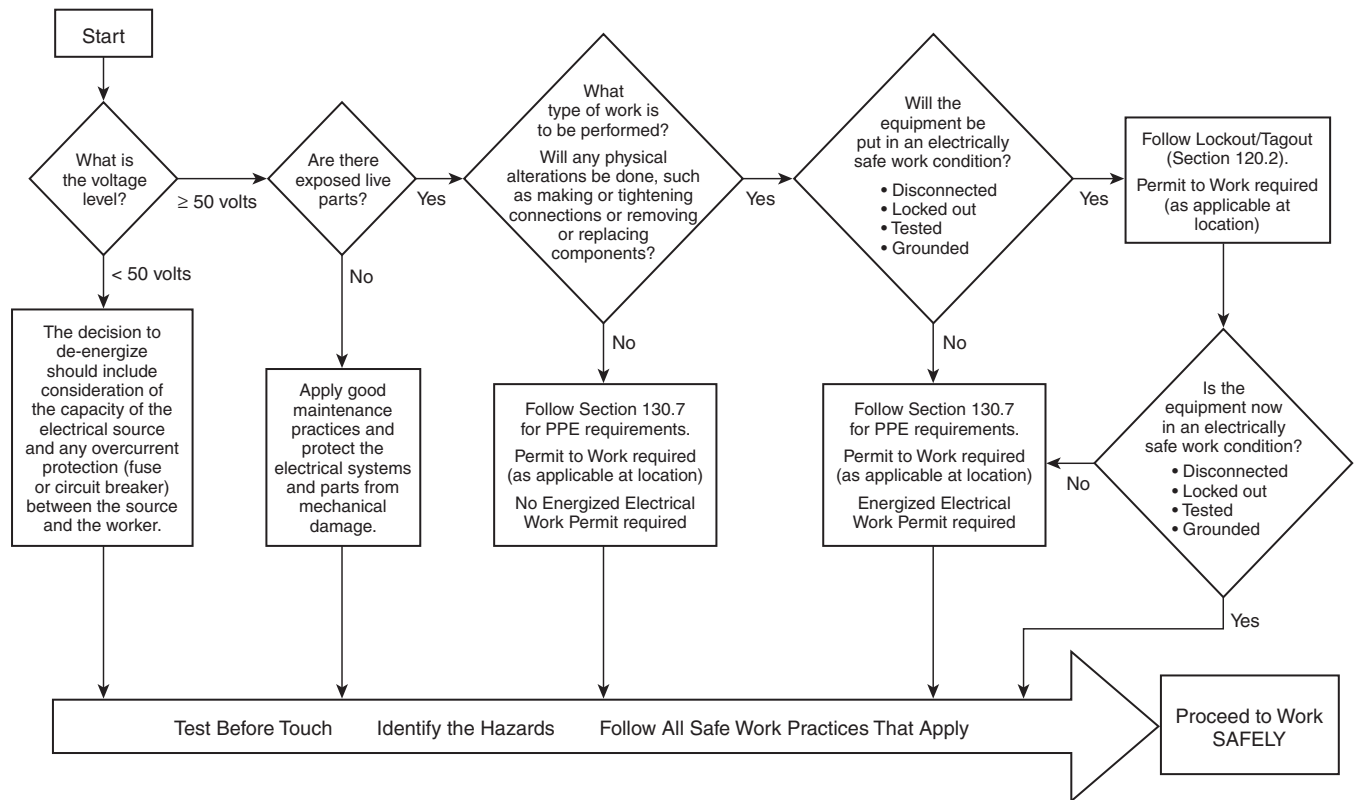 Start
What is
the voltage
level?
≥ 50 volts
< 50 volts
The decision to
de-energize
should include
consideration of
the capacity of the
electrical source
and any overcurrent
protection (fuse
or circuit breaker)
between the source
and the worker.
Are there
exposed live
parts?
Yes
No
Apply good
maintenance
practices and
protect the
electrical systems
and parts from
mechanical
damage.
What
type of work is
to be performed?
Will any physical
alterations be done, such
as making or tightening
connections or removing
or replacing
components?
Yes
No
Follow Section 130.7
for PPE requirements.
Permit to Work required
(as applicable at location)
No Energized Electrical
Work Permit required
Will the
equipment be
put in an electrically
safe work condition?
• Disconnected
• Locked out
• Tested
• Grounded
Yes
No
Follow Section 130.7
for PPE requirements.
Permit to Work required
(as applicable at location)
Energized Electrical
Work Permit required
Follow Lockout/Tagout
(Section 120.2).
Permit to Work required
(as applicable at
location)
Is the
equipment now
in an electrically
safe work condition?
• Disconnected
• Locked out
• Tested
• Grounded
No
Yes
Test Before Touch Identify the Hazards Follow All Safe Work Practices That Apply
Proceed to Work
SAFELY